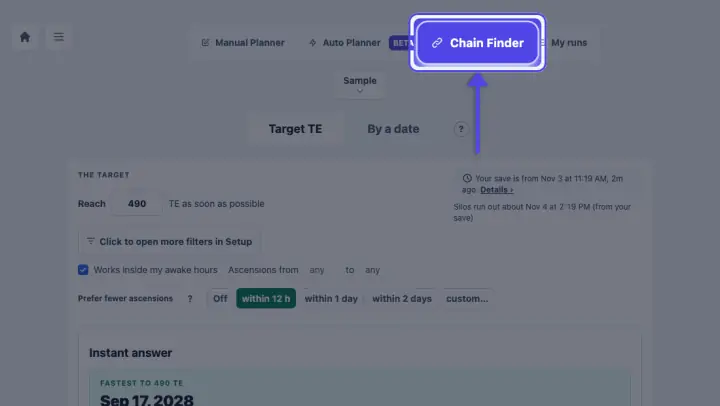 Manual Planner Auto Planner BETA Chain Finder My runs
Sample
Target TE By a date ?
THE TARGET
Your save is from Nov 3 at 11:19 AM, 2m
ago. Details ›
Reach 490 TE as soon as possible
Silos run out about Nov 4 at 2:19 PM (from your
save)
Click to open more filters in Setup
Works inside my awake hours Ascensions from any to any
Prefer fewer ascensions ? Off within 12 h within 1 day within 2 days custom...
Instant answer
FASTEST TO 490 TE
Sep 17, 2028